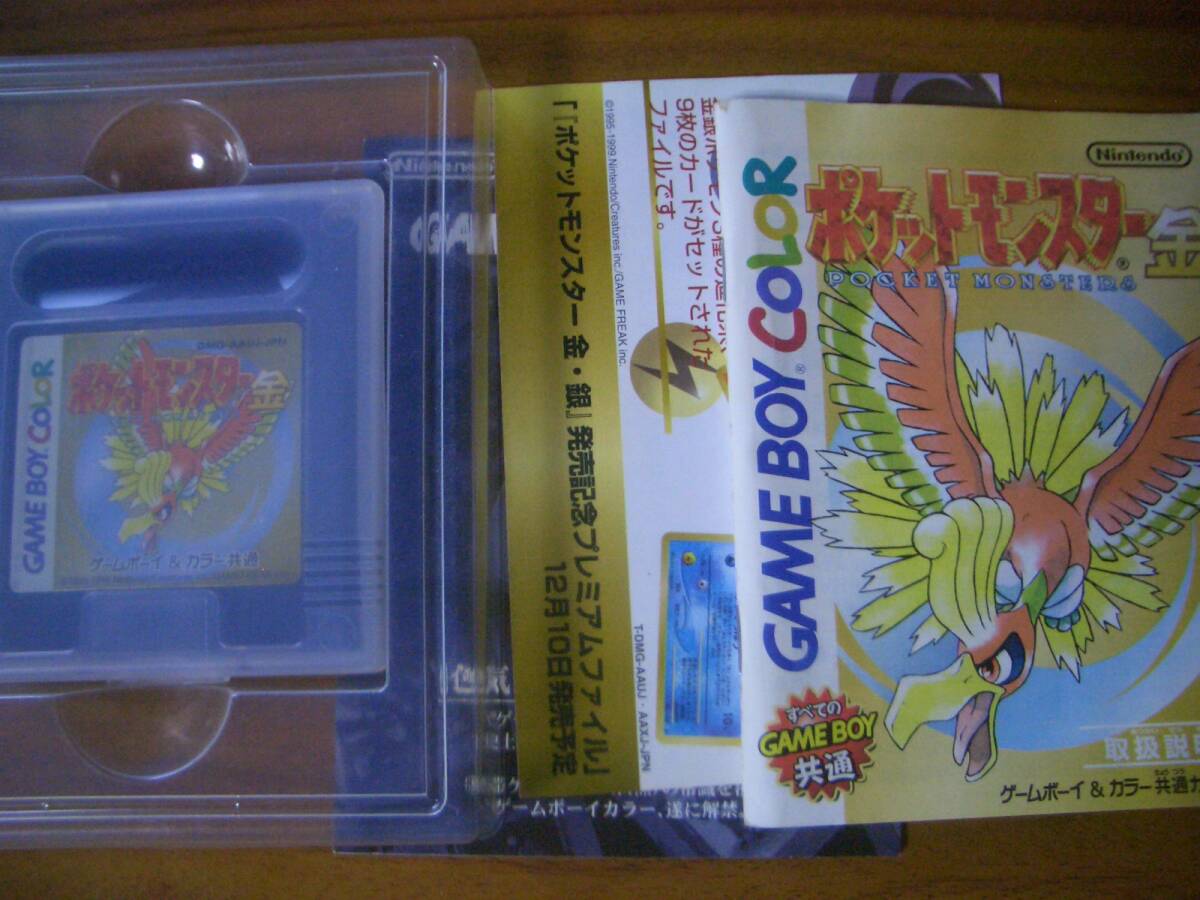 DMG-AAUJ-JPN
ポケットモンスター金
GAME BOY COLOR
ゲームボーイ & カラー共通
Nintendo
「『ポケットモンスター 金・銀』発売記念プレミアムファイル」
12月10日発売予定
©1995-1999 Nintendo/Creatures inc./GAME FREAK inc.
9枚のカードがセットされた
ファイルです。
T-DMG-AAUJ・AAXJ-JPN
ゲームボーイカラー、遂に解禁。
Nintendo
ポケットモンスター®金
POCKET MONSTERS
GAME BOY® COLOR
すべての
GAME BOY
共通
取扱説
ゲームボーイ & カラー共通カ